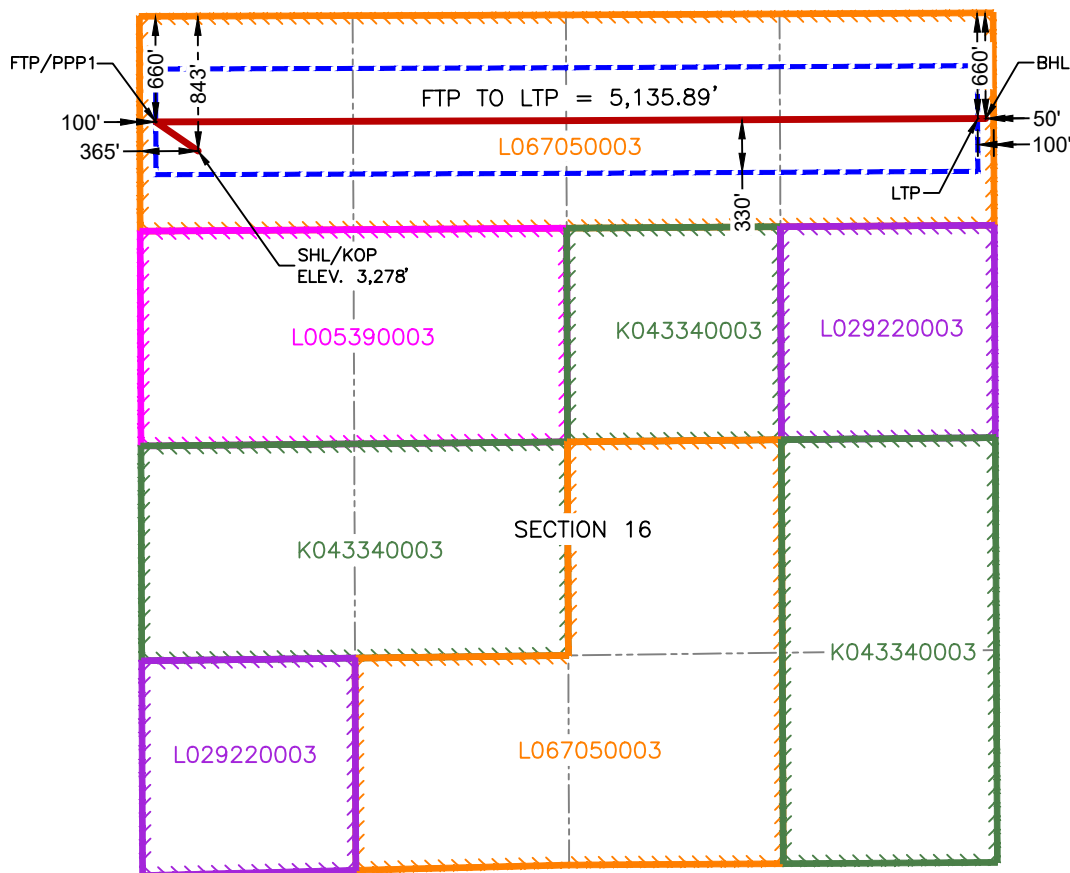 660'
843'
660'
FTP/PPP1
BHL
FTP TO LTP = 5,135.89'
100'
50'
L067050003
365'
100'
LTP
330'
SHL/KOP
ELEV. 3,278'
L005390003
K043340003
L029220003
SECTION 16
K043340003
K043340003
L029220003
L067050003